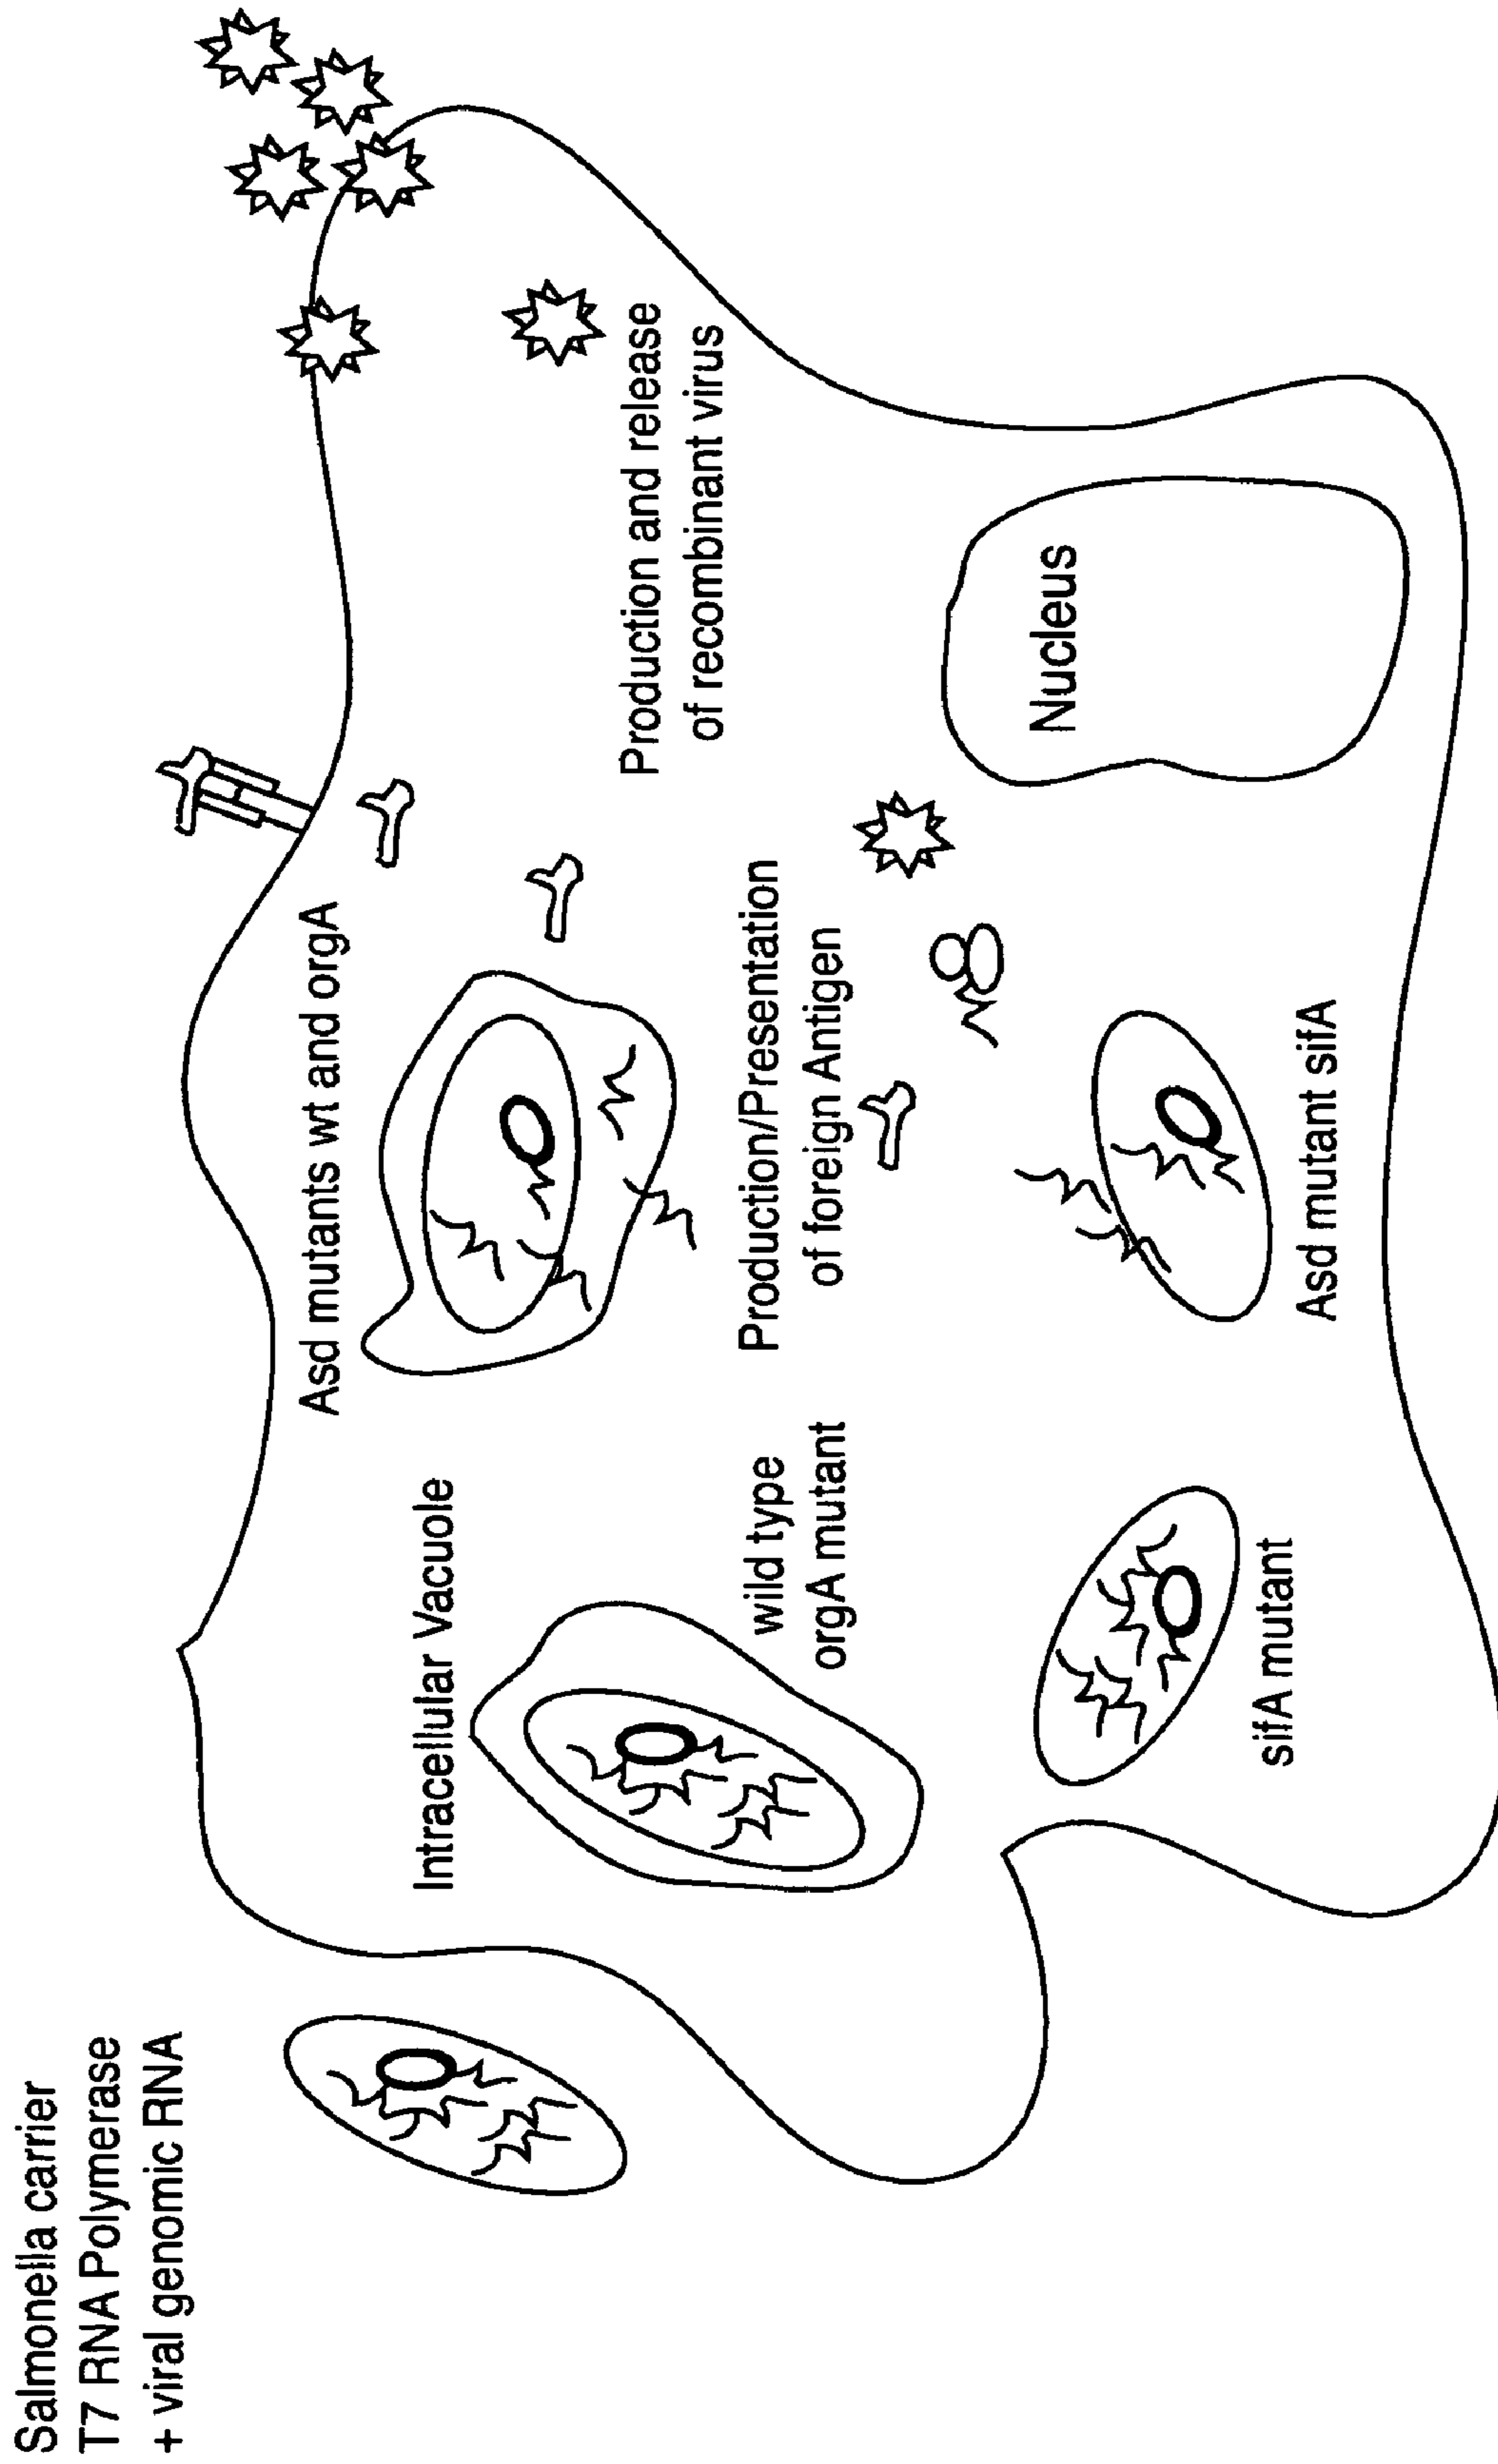 Salmonella carrier
T7 RNA Polymerase
+ viral genomic RNA
Intracellular Vacuole
wild type
orgA mutant
sifA mutant
Asd mutants wt and orgA
Production/Presentation
of foreign Antigen
Asd mutant sifA
Production and release
of recombinant virus
Nucleus